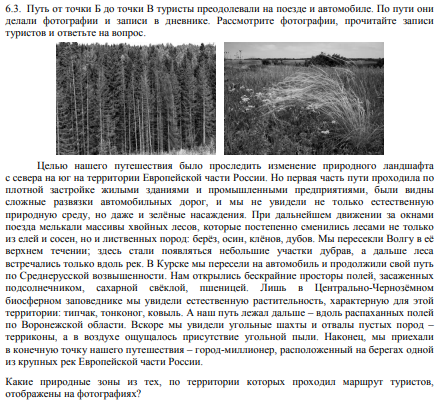 6.3. Путь от точки Б до точки В туристы преодолевали на поезде и автомобиле. По пути они
делали фотографии и записи в дневнике. Рассмотрите фотографии, прочитайте записи
туристов и ответьте на вопрос.
Целью нашего путешествия было проследить изменение природного ландшафта
с севера на юг на территории Европейской части России. Но первая часть пути проходила по
плотной застройке жилыми зданиями и промышленными предприятиями, были видны
сложные развязки автомобильных дорог, и мы не увидели не только естественную
природную среду, но даже и зелёные насаждения. При дальнейшем движении за окнами
поезда мелькали массивы хвойных лесов, которые постепенно сменились лесами не только
из елей и сосен, но и лиственных пород: берёз, осин, клёнов, дубов. Мы пересекли Волгу в её
верхнем течении; здесь стали появляться небольшие участки дубрав, а дальше леса
встречались только вдоль рек. В Курске мы пересели на автомобиль и продолжили свой путь
по Среднерусской возвышенности. Нам открылись бескрайние просторы полей, засаженных
подсолнечником, сахарной свёклой, пшеницей. Лишь в Центрально-Чернозёмном
биосферном заповеднике мы увидели естественную растительность, характерную для этой
территории: типчак, тонконог, ковыль. А наш путь лежал дальше – вдоль распаханных полей
по Воронежской области. Вскоре мы увидели угольные шахты и отвалы пустых пород –
терриконы, а в воздухе ощущалось присутствие угольной пыли. Наконец, мы приехали
в конечную точку нашего путешествия – город-миллионер, расположенный на берегах одной
из крупных рек Европейской части России.
Какие природные зоны из тех, по территории которых проходил маршрут туристов,
отображены на фотографиях?